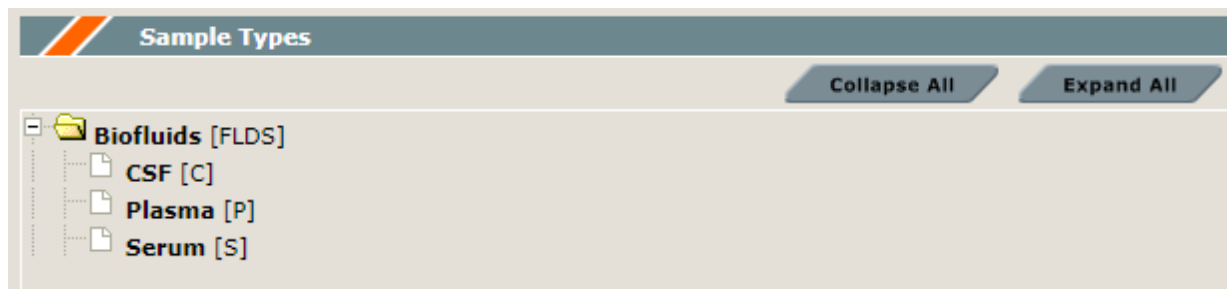 Sample Types
Collapse All Expand All
Biofluids [FLDS]
CSF [C]
Plasma [P]
Serum [S]